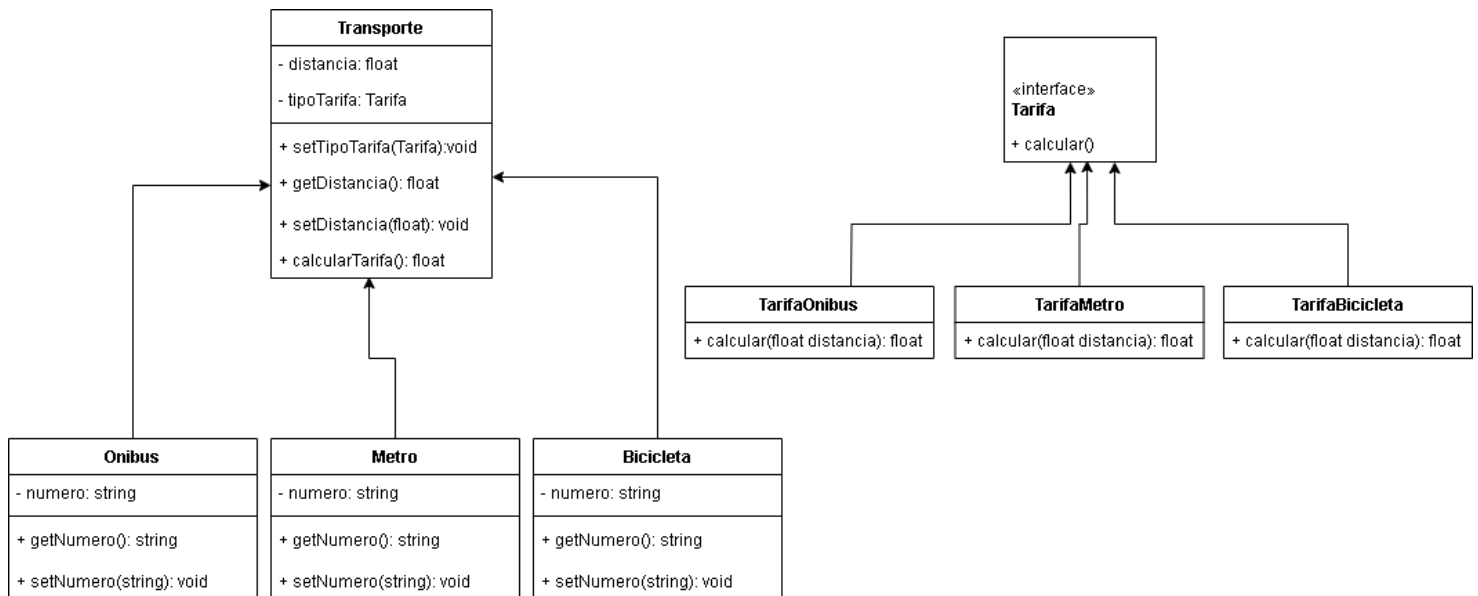 Transporte
- distancia: float
- tipoTarifa: Tarifa
+ setTipoTarifa(Tarifa):void
+ getDistancia(): float
+ setDistancia(float): void
+ calcularTarifa(): float
«interface»
Tarifa
+ calcular()
TarifaOnibus
+ calcular(float distancia): float
TarifaMetro
+ calcular(float distancia): float
TarifaBicicleta
+ calcular(float distancia): float
Onibus
- numero: string
+ getNumero(): string
+ setNumero(string): void
Metro
- numero: string
+ getNumero(): string
+ setNumero(string): void
Bicicleta
- numero: string
+ getNumero(): string
+ setNumero(string): void